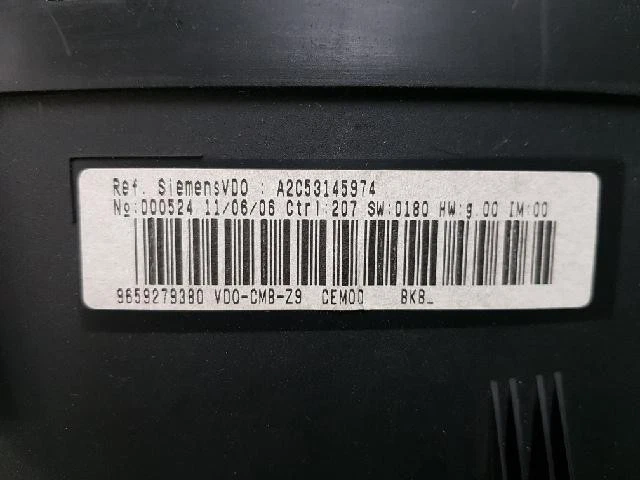 Ref. SiemensVDO : A2C53145974
№:000524 11/06/06 Ctrl:207 SW:0180 HW:g.00 IM:00
9659279380 VDO-CMB-Z9 CEMOD BKB_